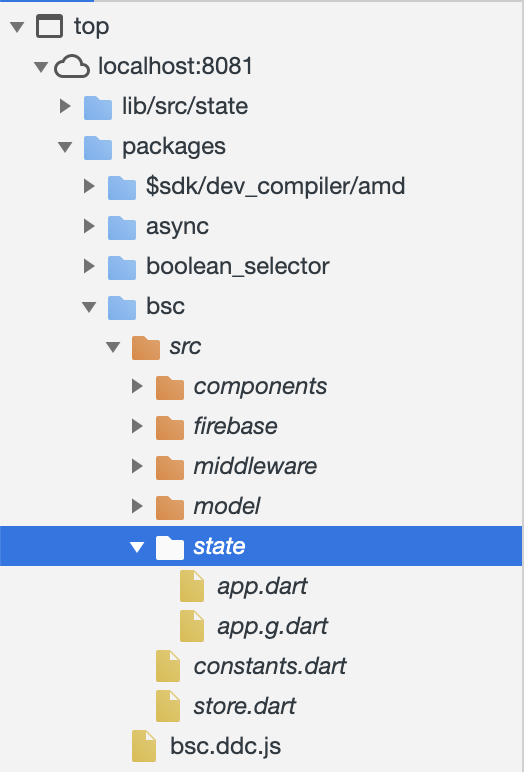 top
localhost:8081
lib/src/state
packages
$sdk/dev_compiler/amd
async
boolean_selector
bsc
src
components
firebase
middleware
model
state
app.dart
app.g.dart
constants.dart
store.dart
bsc.ddc.js